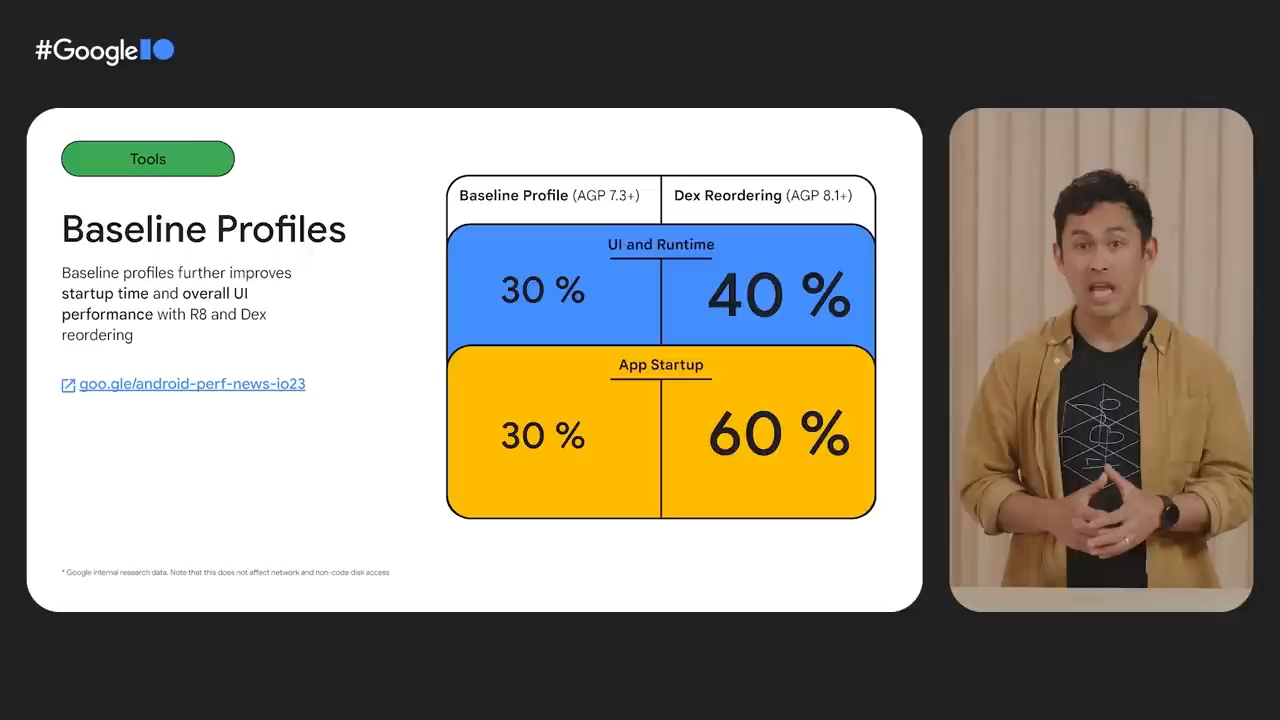 #Google IO
Tools
Baseline Profiles
Baseline profiles further improves
startup time and overall UI
performance with R8 and Dex
reordering
goo.gle/android-perf-news-io23
Baseline Profile (AGP 7.3+)
Dex Reordering (AGP 8.1+)
UI and Runtime
30 %
40 %
App Startup
30 %
60 %
* Google internal research data. Note that this does not affect network and non-code disk access